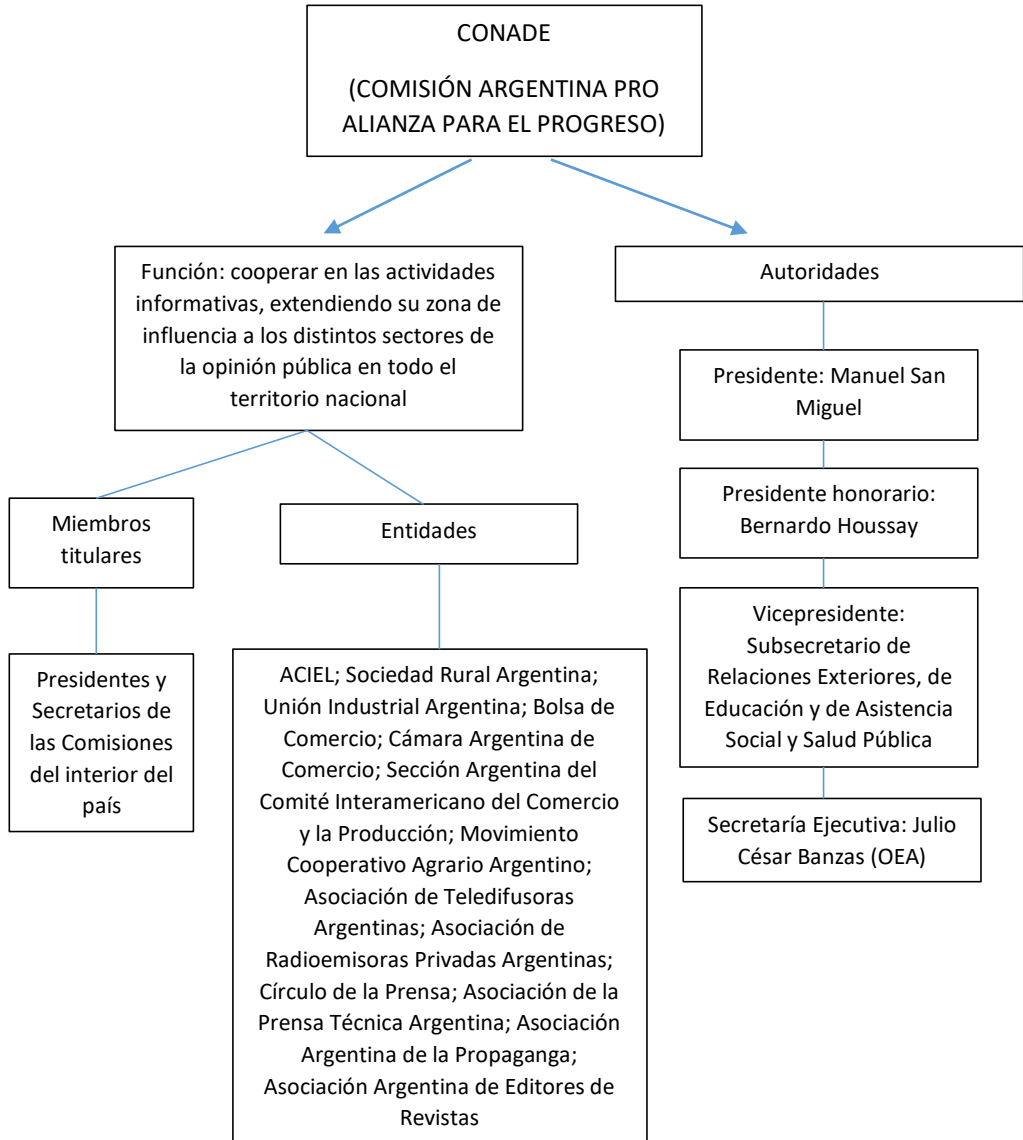 CONADE
(COMISIÓN ARGENTINA PRO
ALIANZA PARA EL PROGRESO)
Función: cooperar en las actividades
informativas, extendiendo su zona de
influencia a los distintos sectores de
la opinión pública en todo el
territorio nacional
Miembros
titulares
Presidentes y
Secretarios de
las Comisiones
del interior del
país
Entidades
ACIEL; Sociedad Rural Argentina;
Unión Industrial Argentina; Bolsa de
Comercio; Cámara Argentina de
Comercio; Sección Argentina del
Comité Interamericano del Comercio
y la Producción; Movimiento
Cooperativo Agrario Argentino;
Asociación de Teledifusoras
Argentinas; Asociación de
Radioemisoras Privadas Argentinas;
Círculo de la Prensa; Asociación de la
Prensa Técnica Argentina; Asociación
Argentina de la Propaganga;
Asociación Argentina de Editores de
Revistas
Autoridades
Presidente: Manuel San
Miguel
Presidente honorario:
Bernardo Houssay
Vicepresidente:
Subsecretario de
Relaciones Exteriores, de
Educación y de Asistencia
Social y Salud Pública
Secretaría Ejecutiva: Julio
César Banzas (OEA)